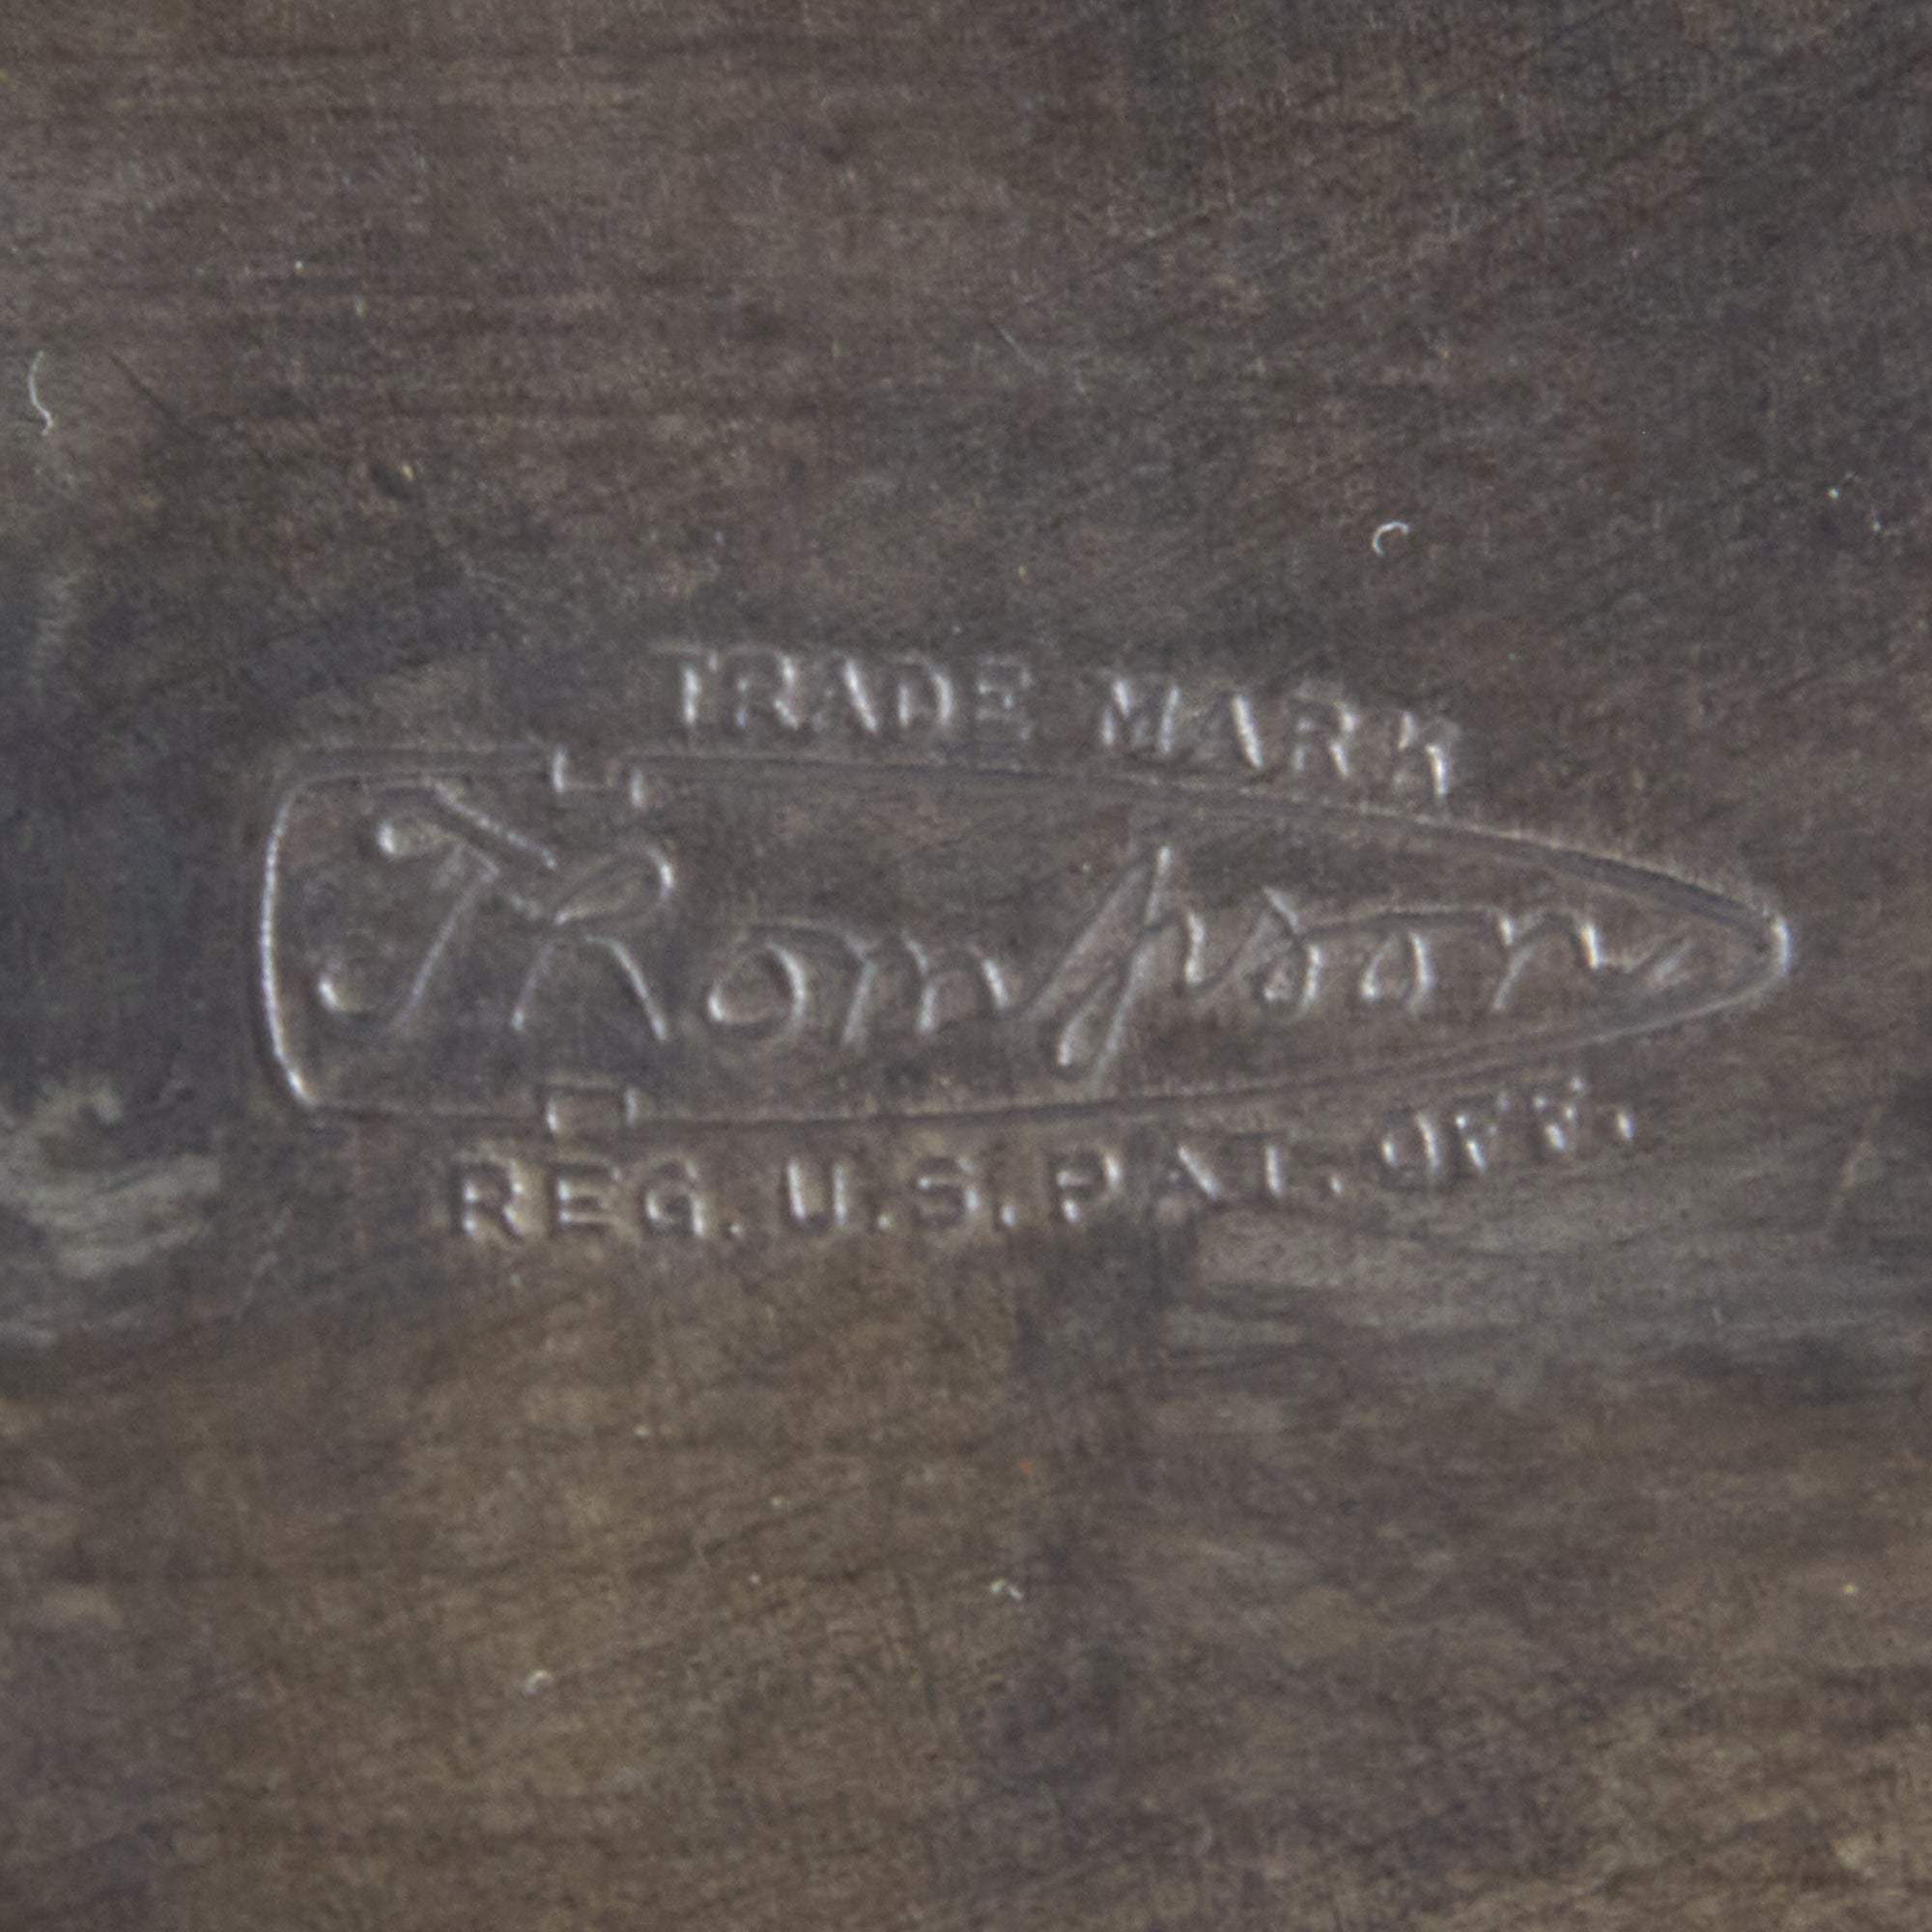 TRADE MARK
Thompson
REG. U.S. PAT. OFF.